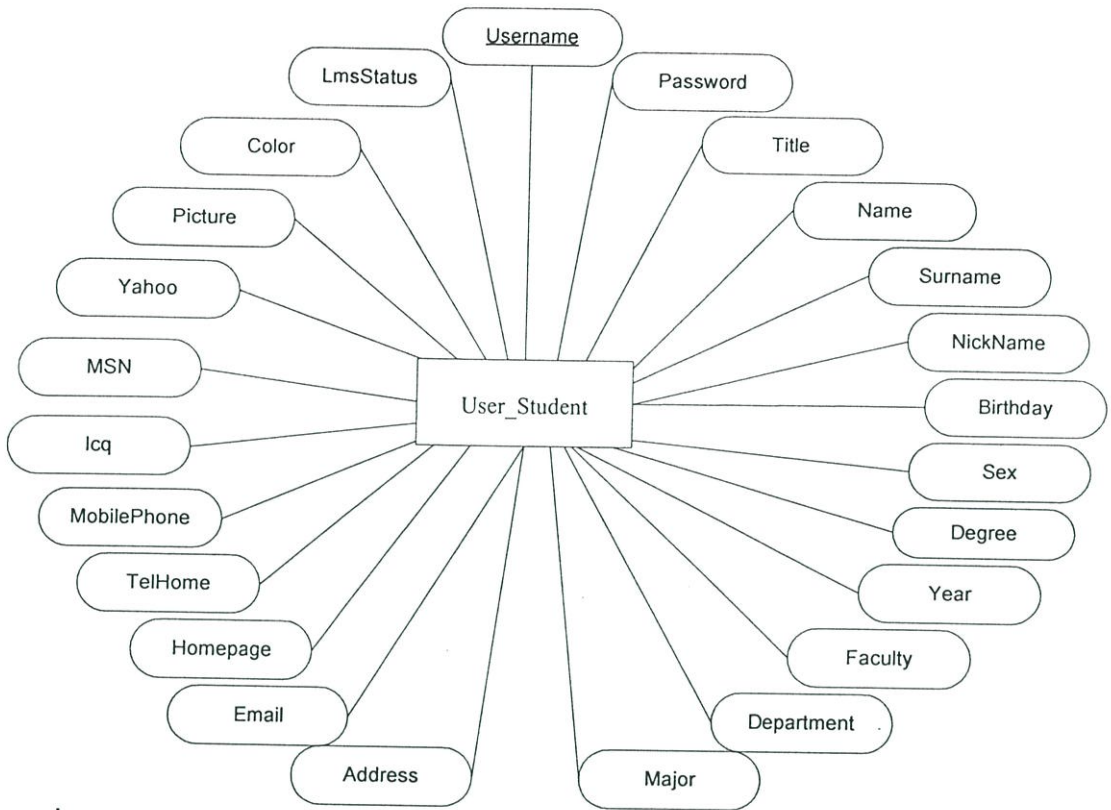 Username
LmsStatus
Password
Color
Title
Picture
Name
Yahoo
Surname
MSN
NickName
User_Student
Birthday
Icq
Sex
MobilePhone
Degree
TelHome
Year
Homepage
Faculty
Email
Department
Address
Major